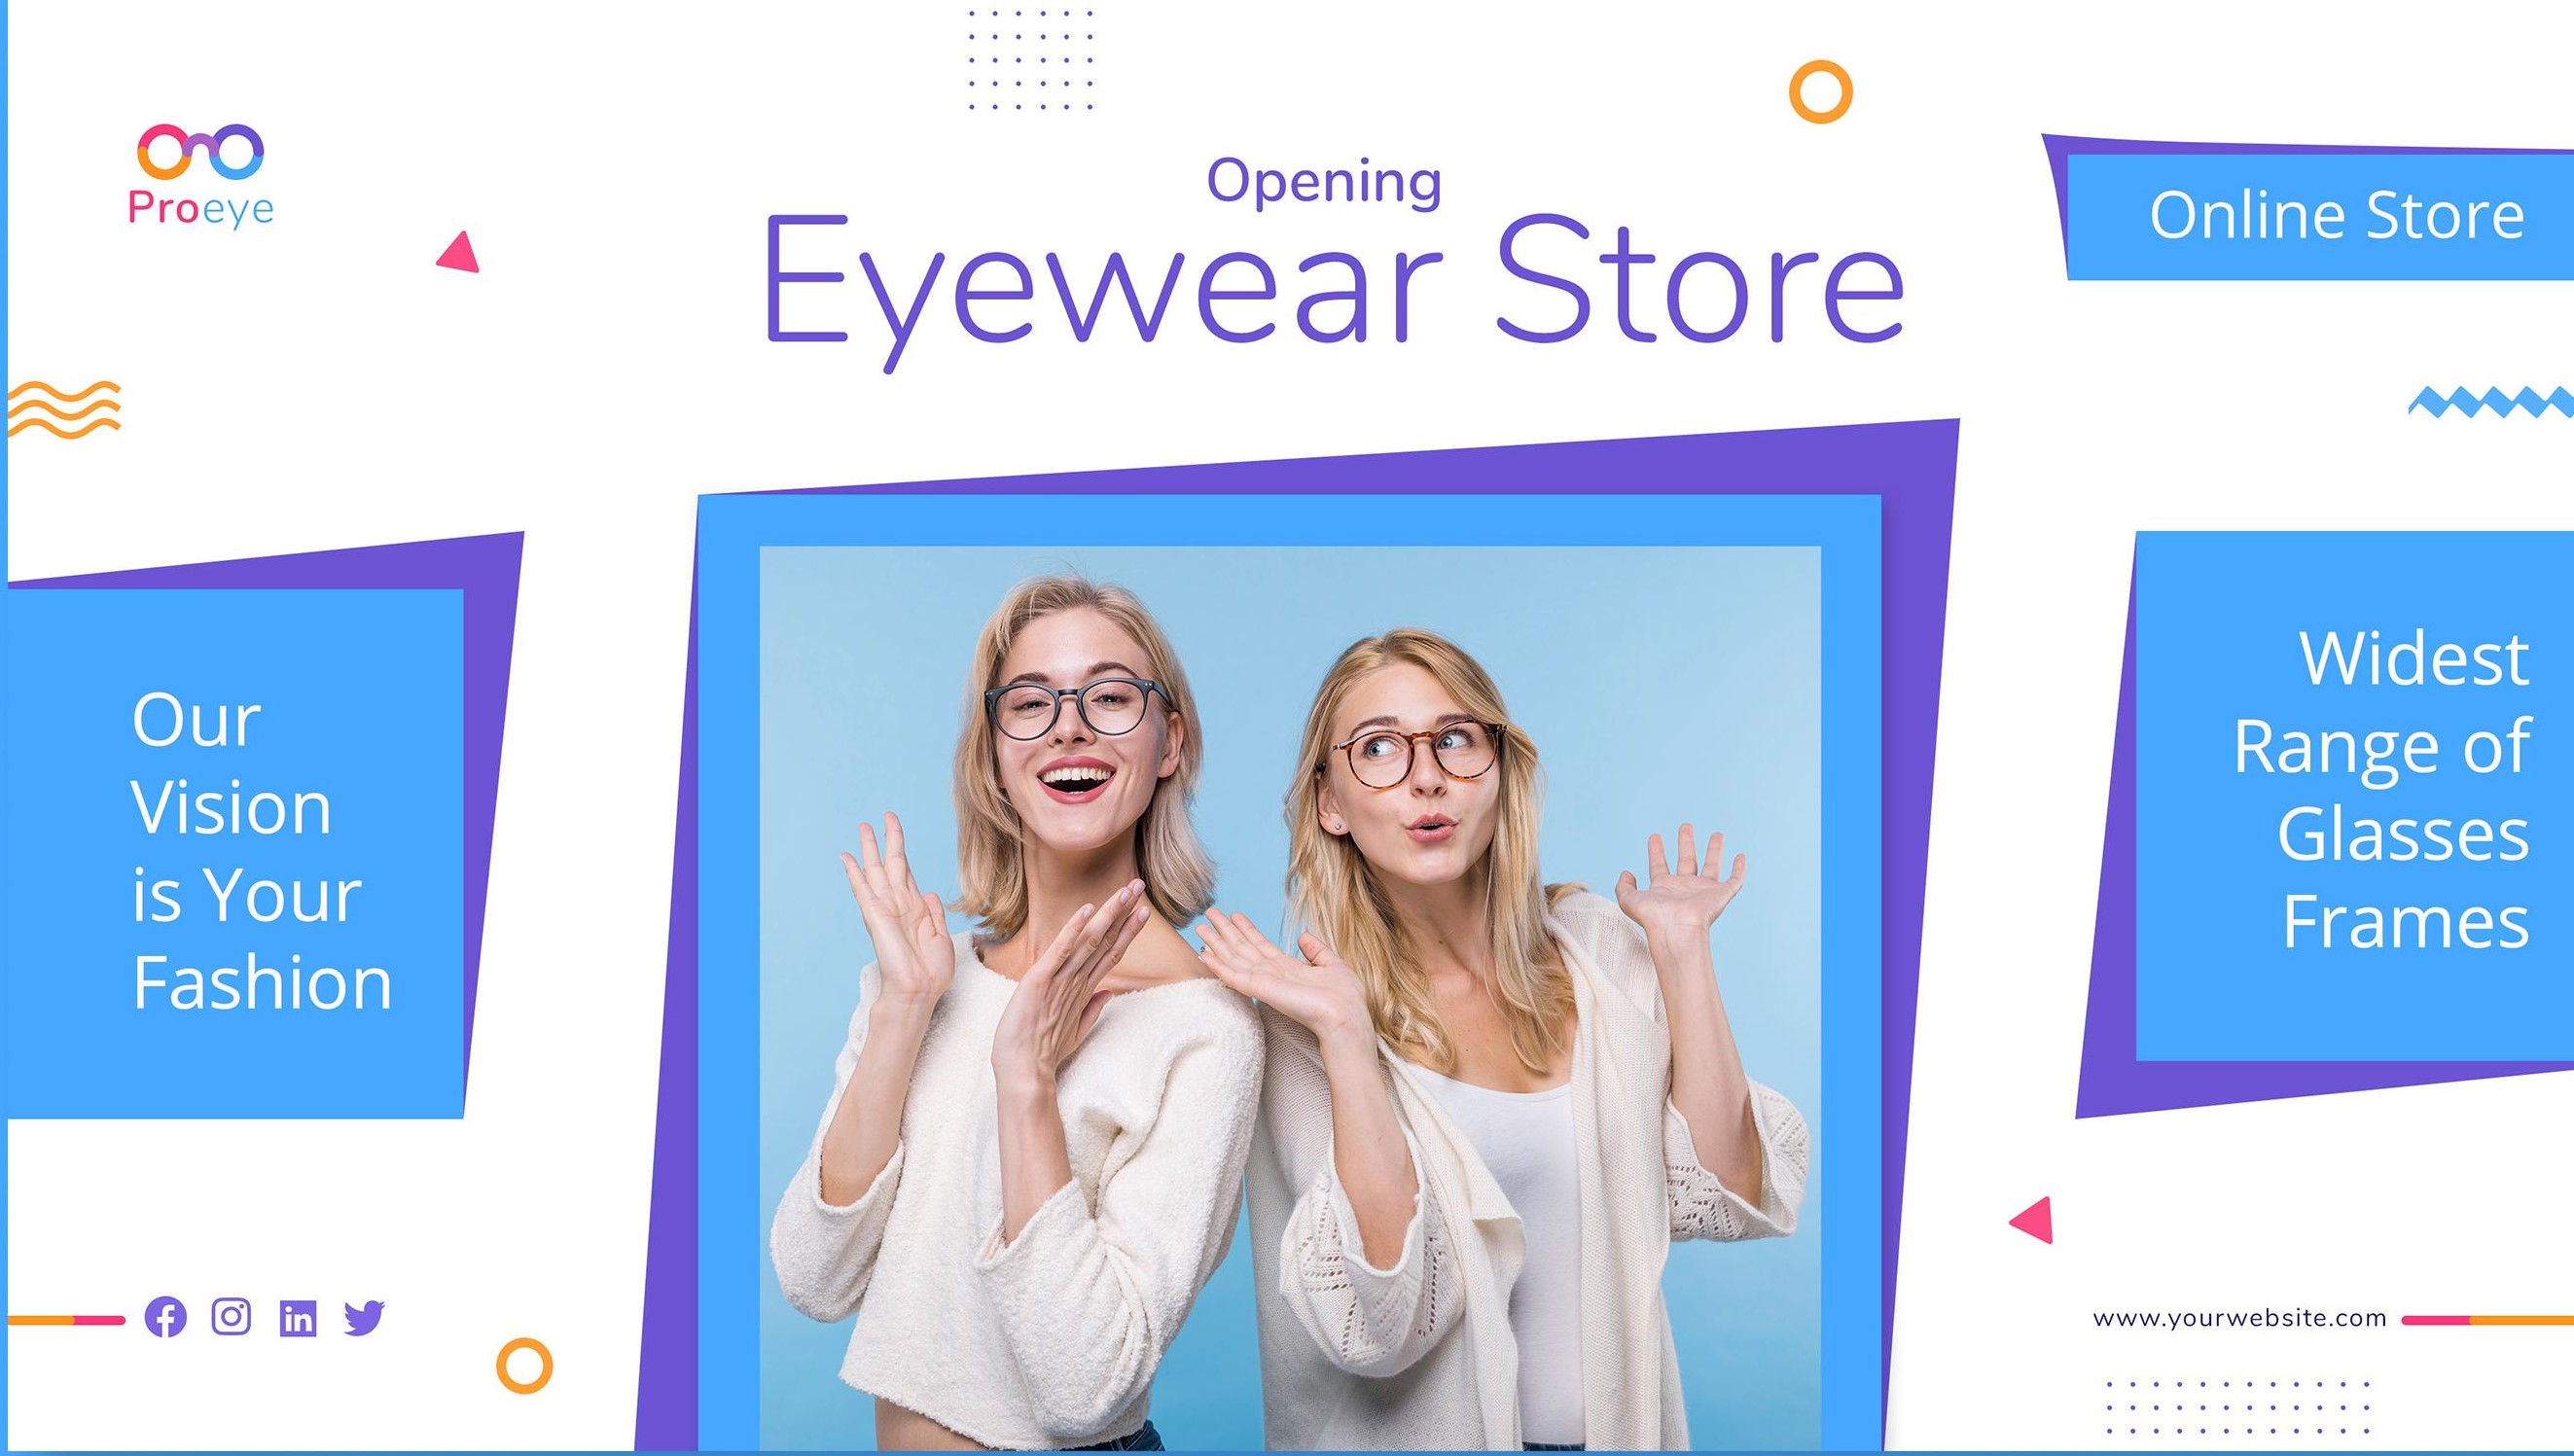 Proeye
Opening
Eyewear Store
Online Store
Our
Vision
is Your
Fashion
Widest
Range of
Glasses
Frames
in
www.yourwebsite.com